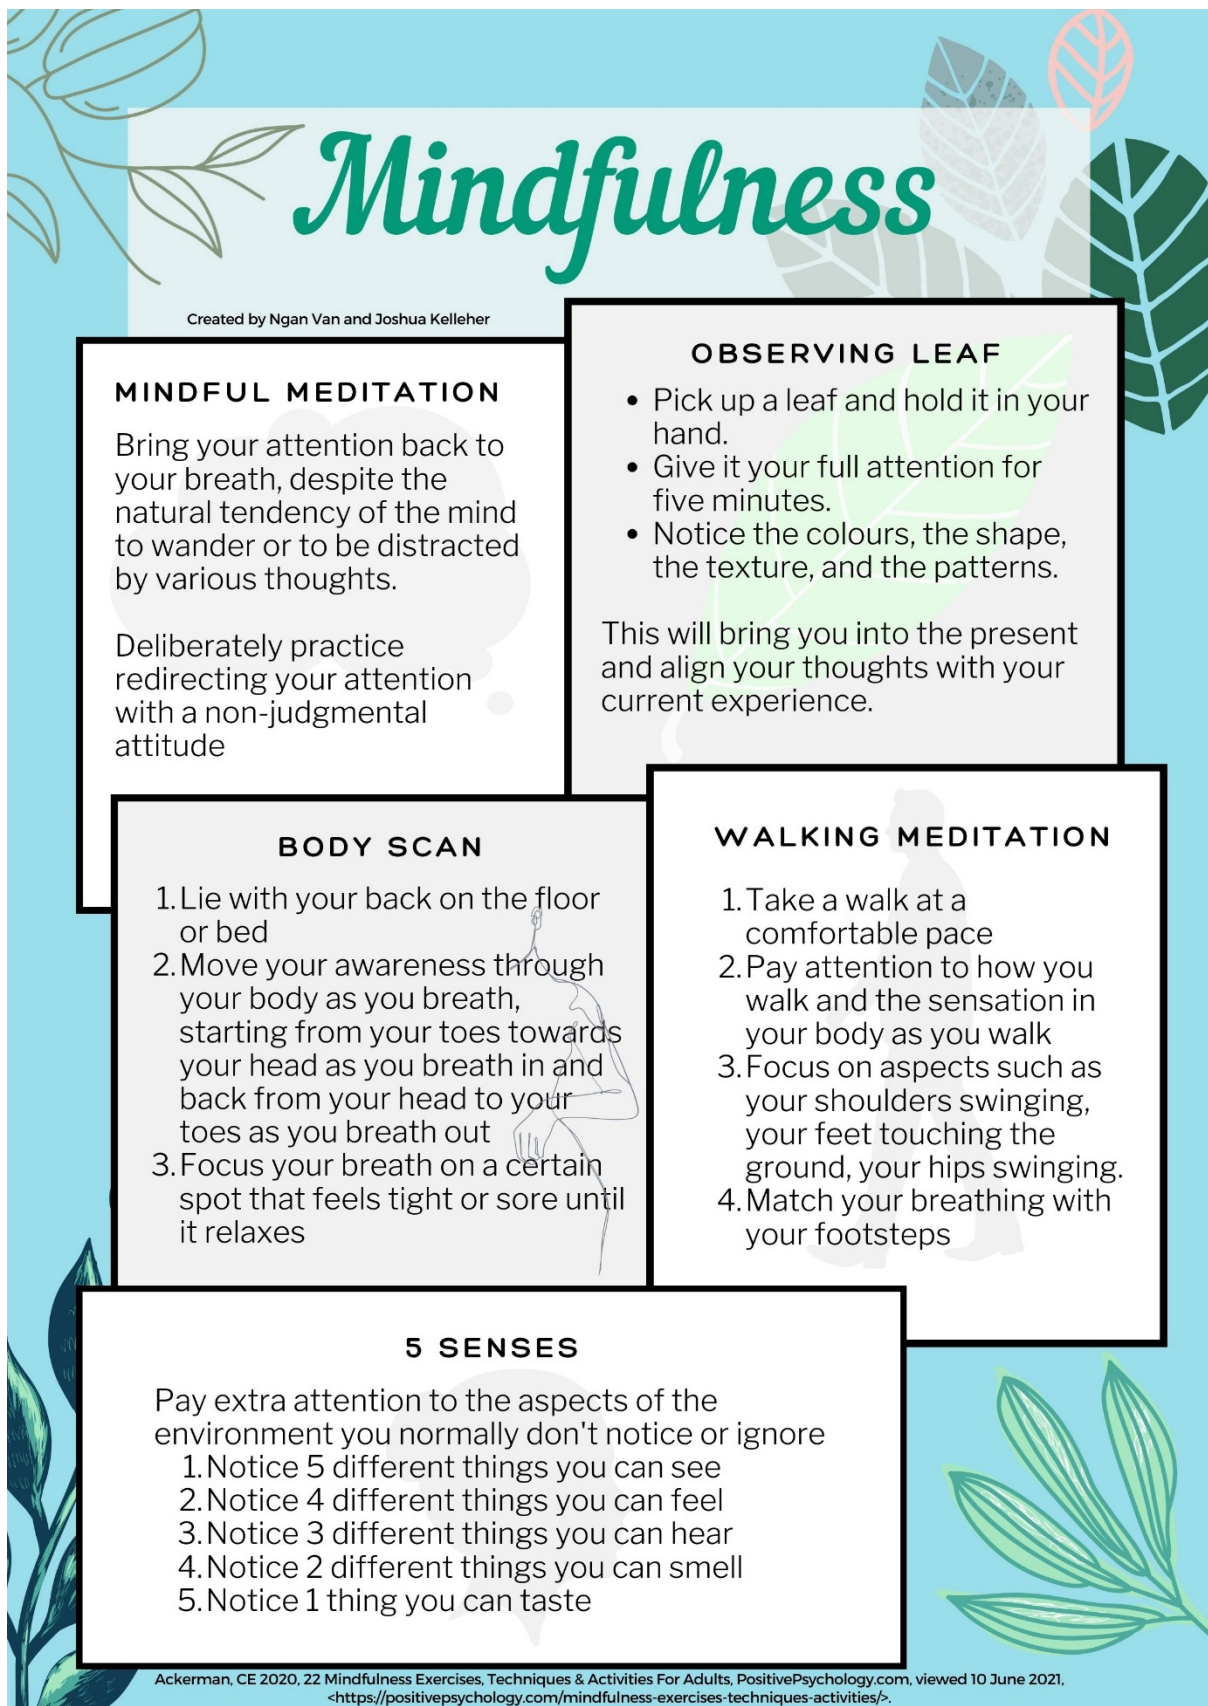 Mindfulness
Created by Ngan Van and Joshua Kelleher
MINDFUL MEDITATION
Bring your attention back to
your breath, despite the
natural tendency of the mind
to wander or to be distracted
by various thoughts.
Deliberately practice
redirecting your attention
with a non-judgmental
attitude
OBSERVING LEAF
• Pick up a leaf and hold it in your
hand.
• Give it your full attention for
five minutes.
• Notice the colours, the shape,
the texture, and the patterns.
This will bring you into the present
and align your thoughts with your
current experience.
BODY SCAN
1. Lie with your back on the floor
or bed
2. Move your awareness through
your body as you breath,
starting from your toes towards
your head as you breath in and
back from your head to your
toes as you breath out
3. Focus your breath on a certain
spot that feels tight or sore until
it relaxes
WALKING MEDITATION
1. Take a walk at a
comfortable pace
2. Pay attention to how you
walk and the sensation in
your body as you walk
3. Focus on aspects such as
your shoulders swinging,
your feet touching the
ground, your hips swinging.
4. Match your breathing with
your footsteps
5 SENSES
Pay extra attention to the aspects of the
environment you normally don't notice or ignore
1. Notice 5 different things you can see
2. Notice 4 different things you can feel
3. Notice 3 different things you can hear
4. Notice 2 different things you can smell
5. Notice 1 thing you can taste
Ackerman, CE 2020, 22 Mindfulness Exercises, Techniques & Activities For Adults, PositivePsychology.com, viewed 10 June 2021,
<https://positivepsychology.com/mindfulness-exercises-techniques-activities/>.